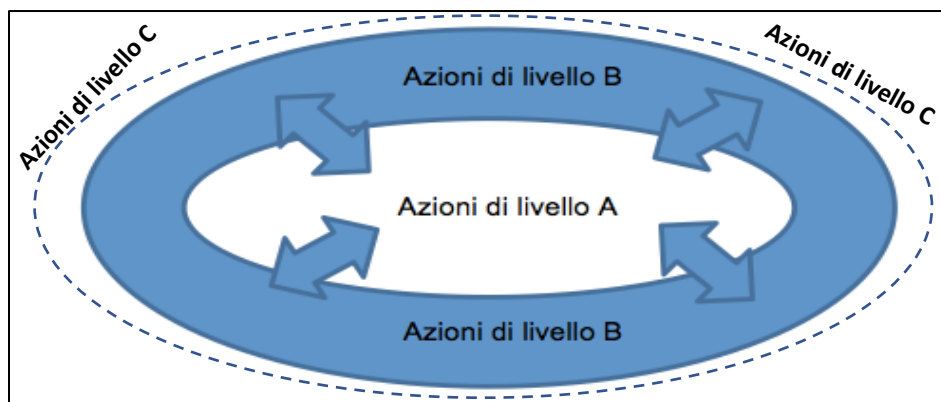 Azioni di livello C
Azioni di livello C
Azioni di livello B
Azioni di livello A
Azioni di livello B